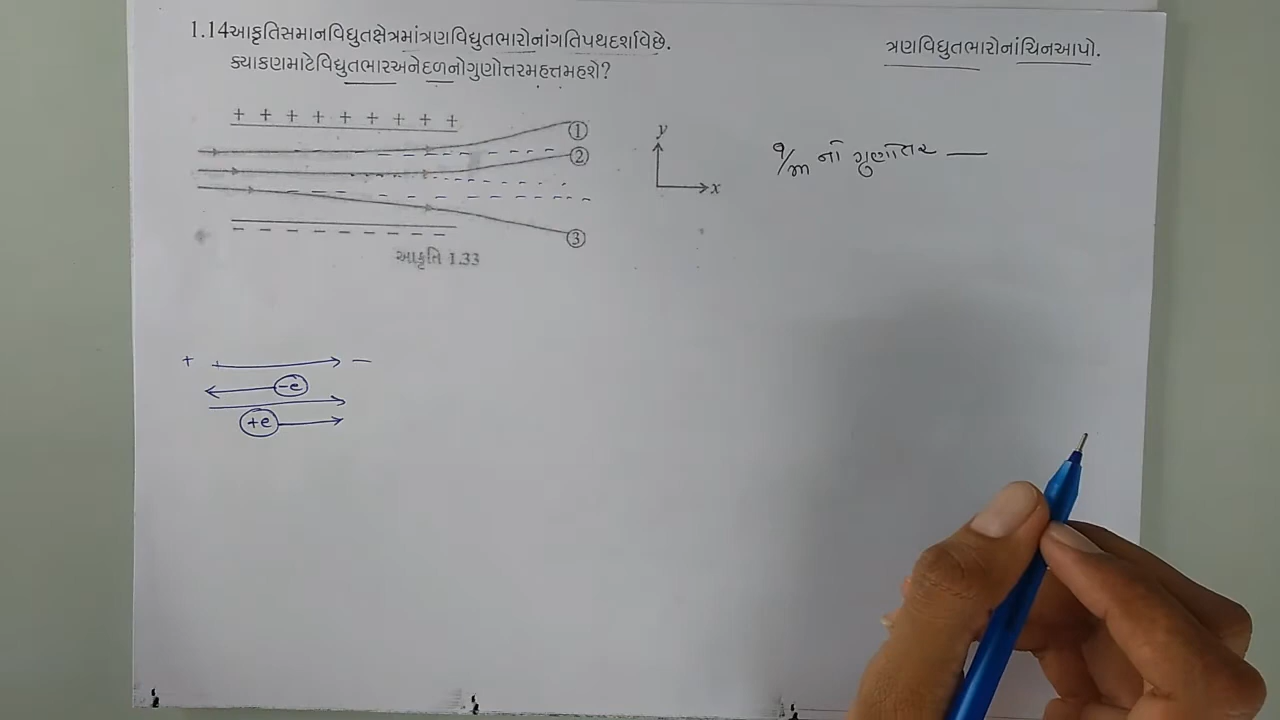 1.14આકૃતિસમાનવિદ્યુતક્ષેત્રમાંત્રણવિદ્યુતભારોનાંગતિપથદર્શાવેછે.
ત્રણવિદ્યુતભારોનાંચિનઆપો.
ક્યાકણમાટેવિદ્યુતભારઅનેદળનોગુણોત્તરમહત્તમહશે?
+ + + + + + + + +
1
2
3
y
x
q/m નો ગુણોત્તર —
− − − − − − − −
આકૃતિ 1.33
+ −
−e
+e